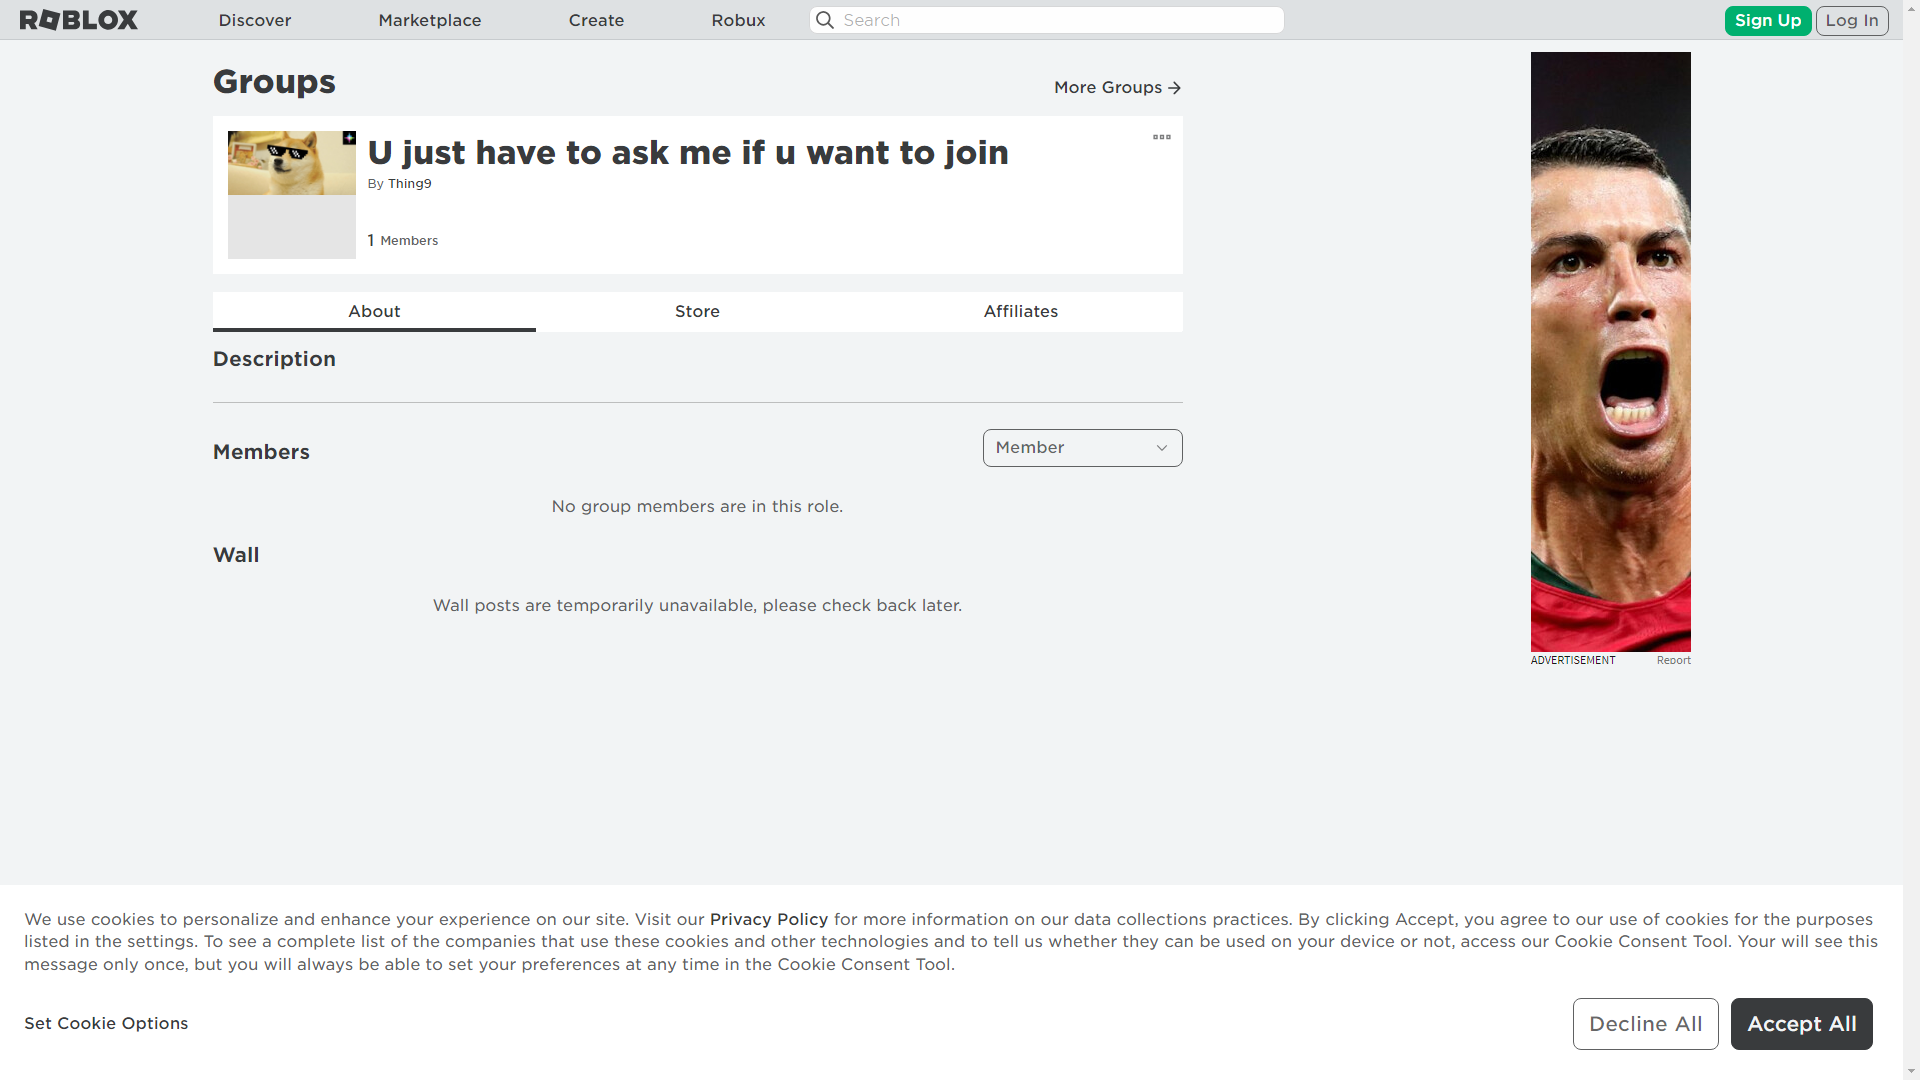 ROBLOX
Discover
Marketplace
Create
Robux
Search
Sign Up
Log In
Groups
More Groups
U just have to ask me if u want to join
By Thing9
1 Members
About
Store
Affiliates
Description
Members
Member
No group members are in this role.
Wall
Wall posts are temporarily unavailable, please check back later.
ADVERTISEMENT
Report
We use cookies to personalize and enhance your experience on our site. Visit our Privacy Policy for more information on our data collections practices. By clicking Accept, you agree to our use of cookies for the purposes
listed in the settings. To see a complete list of the companies that use these cookies and other technologies and to tell us whether they can be used on your device or not, access our Cookie Consent Tool. Your will see this
message only once, but you will always be able to set your preferences at any time in the Cookie Consent Tool.
Set Cookie Options
Decline All
Accept All